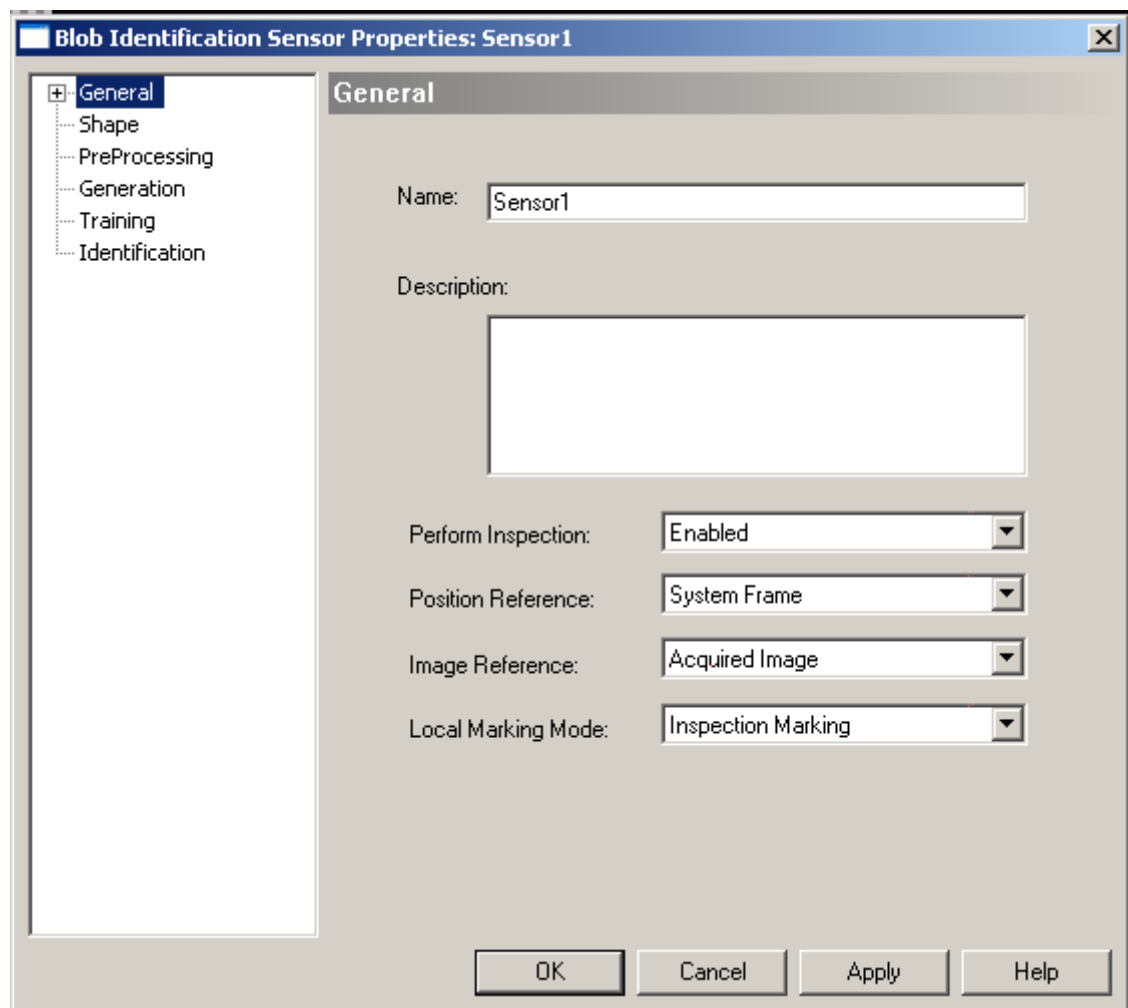 Blob Identification Sensor Properties: Sensor1
General
Shape
PreProcessing
Generation
Training
Identification
General
Name: Sensor1
Description:
Perform Inspection: Enabled
Position Reference: System Frame
Image Reference: Acquired Image
Local Marking Mode: Inspection Marking
OK Cancel Apply Help